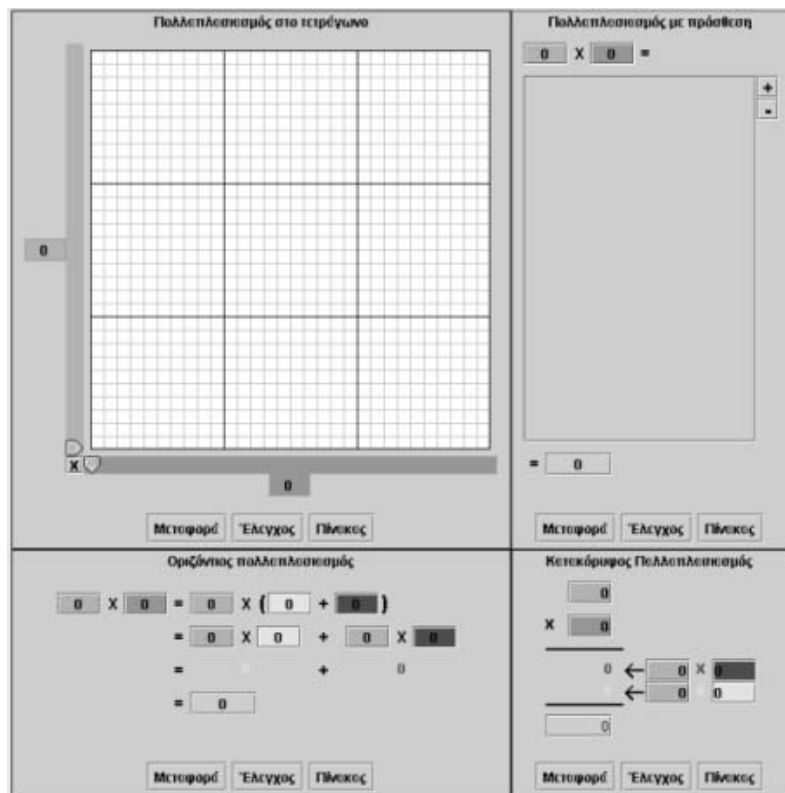 Πολλαπλασιασμός στο τετράγωνο
0
X
0
Μεταφορά Έλεγχος Πίνακας
Πολλαπλασιασμός με πρόσθεση
0 X 0 =
+
-
= 0
Μεταφορά Έλεγχος Πίνακας
Οριζόντιος πολλαπλασιασμός
0 X 0 = 0 X ( 0 + 0 )
= 0 X 0 + 0 X 0
= 0 + 0
= 0
Μεταφορά Έλεγχος Πίνακας
Κατακόρυφος Πολλαπλασιασμός
0
X 0
0 ← 0 X 0
0 ← 0 X 0
0
Μεταφορά Έλεγχος Πίνακας